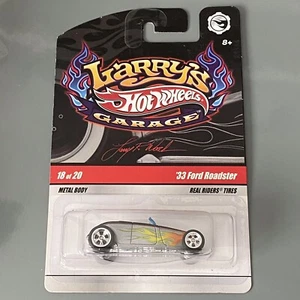 8+
Larry's
Hot Wheels
GARAGE
18 of 20
'33 Ford Roadster
METAL BODY
REAL RIDERS® TIRES